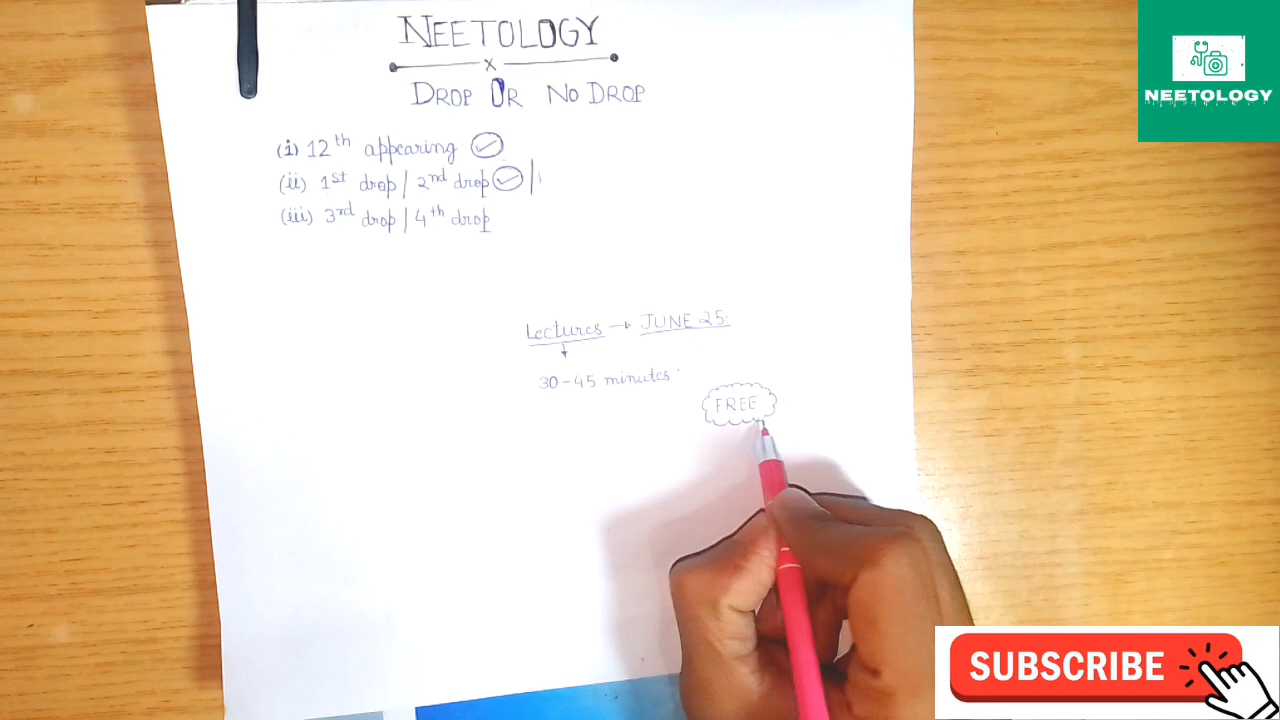 NEETOLOGY
x
DROP OR NO DROP
NEETOLOGY
(i) 12th appearing
(ii) 1st drop / 2nd drop
(iii) 3rd drop / 4th drop
Lectures → JUNE 25.
30-45 minutes
FREE
SUBSCRIBE